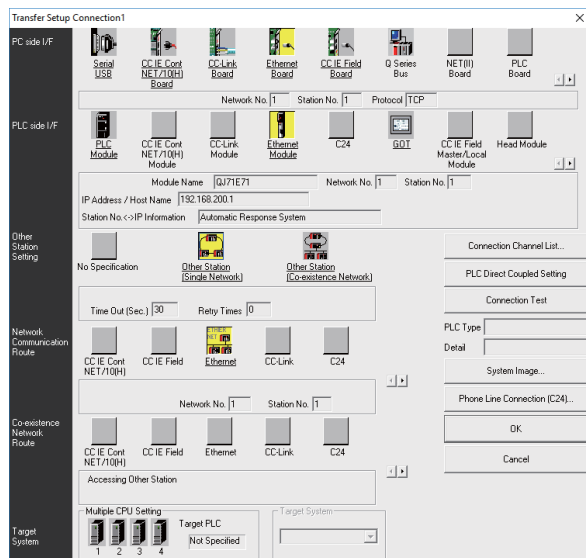 Transfer Setup Connection1
PC side I/F
Serial
USB
CC IE Cont
NET/10(H)
Board
CC-Link
Board
Ethernet
Board
CC IE Field
Board
Q Series
Bus
NET(II)
Board
PLC
Board
Network No. 1 Station No. 1 Protocol TCP
PLC side I/F
PLC
Module
CC IE Cont
NET/10(H)
Module
CC-Link
Module
Ethernet
Module
C24
GOT
CC IE Field
Master/Local
Module
Head Module
Module Name QJ71E71 Network No. 1 Station No. 1
IP Address / Host Name 192.168.200.1
Station No.<->IP Information Automatic Response System
Other
Station
Setting
No Specification
Other Station
(Single Network)
Other Station
(Co-existence Network)
Time Out (Sec.) 30 Retry Times 0
Connection Channel List...
PLC Direct Coupled Setting
Connection Test
PLC Type
Detail
System Image...
Phone Line Connection (C24)...
OK
Cancel
Network
Communication
Route
CC IE Cont
NET/10(H)
CC IE Field
Ethernet
CC-Link
C24
Network No. 1 Station No. 1
Co-existence
Network
Route
CC IE Cont
NET/10(H)
CC IE Field
Ethernet
CC-Link
C24
Accessing Other Station
Target
System
Multiple CPU Setting
1 2 3 4
Target PLC
Not Specified
Target System